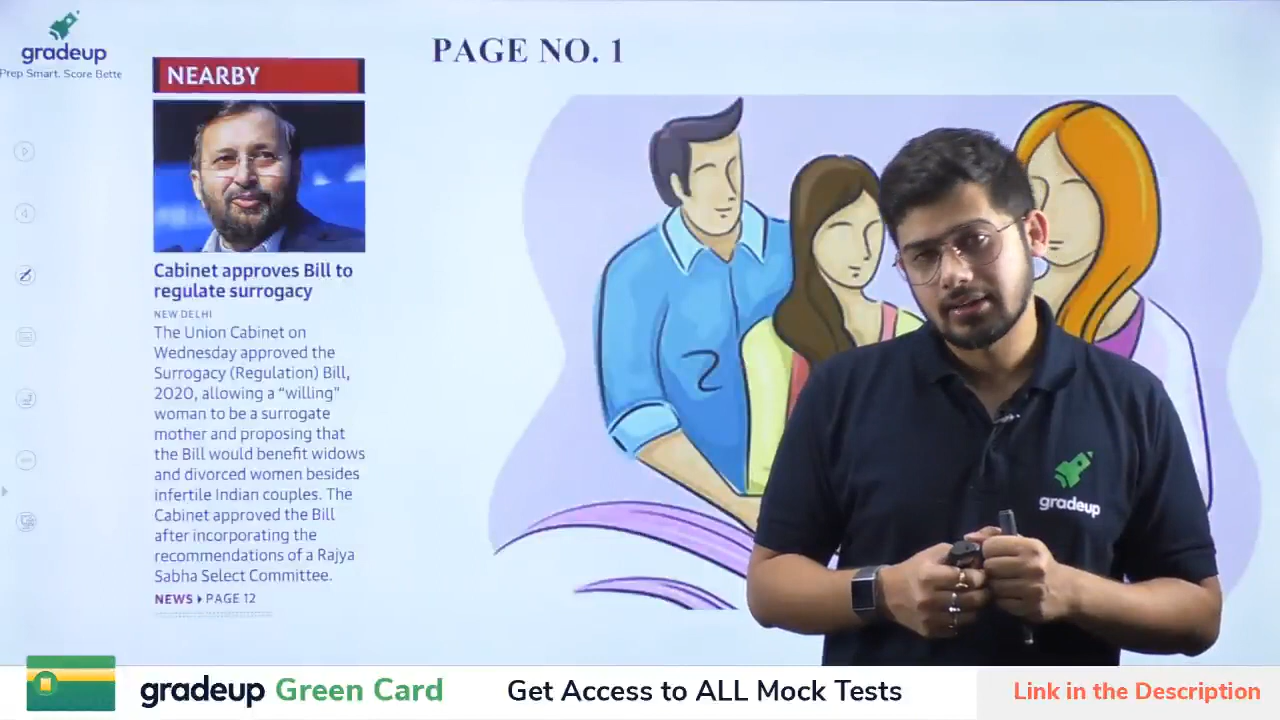 gradeup
Prep Smart. Score Bette
PAGE NO. 1
NEARBY
Cabinet approves Bill to
regulate surrogacy
NEW DELHI
The Union Cabinet on
Wednesday approved the
Surrogacy (Regulation) Bill,
2020, allowing a “willing”
woman to be a surrogate
mother and proposing that
the Bill would benefit widows
and divorced women besides
infertile Indian couples. The
Cabinet approved the Bill
after incorporating the
recommendations of a Rajya
Sabha Select Committee.
NEWS PAGE 12
gradeup
gradeup Green Card
Get Access to ALL Mock Tests
Link in the Description